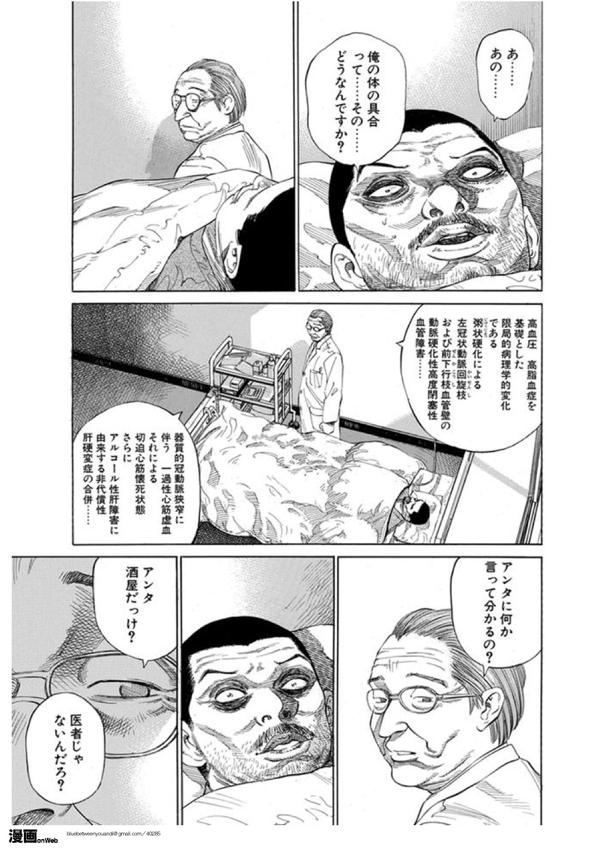 あ……
あの……
俺の体の具合
って……その……
どうなんですか？
高血圧　高脂血症を
基礎とした
限局的病理学的変化
である
粥状硬化による
左冠状動脈回旋枝
および前下行枝血管壁の
動脈硬化性高度閉塞性
血管障害……
器質的冠動脈狭窄に
伴う　一過性心筋虚血
それによる
切迫心筋壊死状態
さらに
アルコール性肝障害に
由来する非代償性
肝硬変症の合併……
アンタに何か
言って分かるの？
アンタ
酒屋だっけ？
医者じゃ
ないんだろ？
漫画onWeb
bluebetweenyouandi@gmail.com/40285